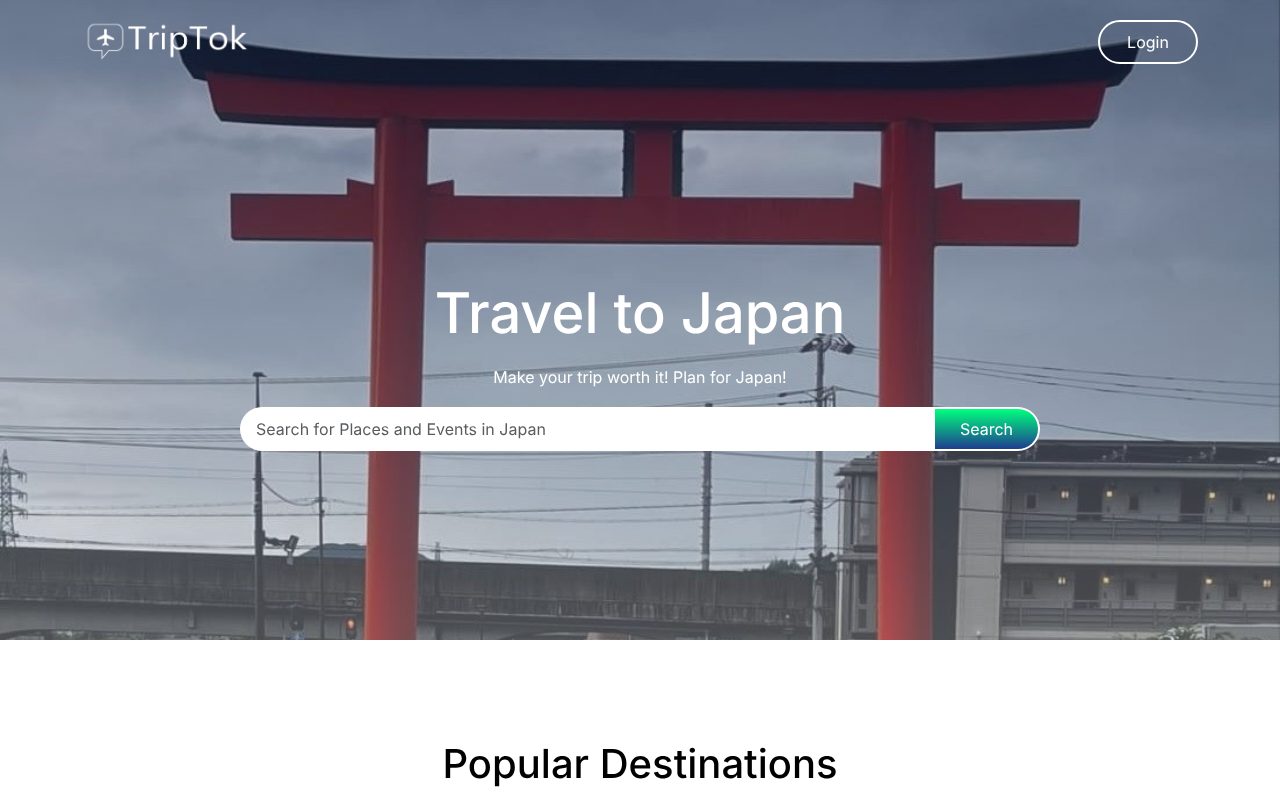 TripTok
Login
Travel to Japan
Make your trip worth it! Plan for Japan!
Search for Places and Events in Japan
Search
Popular Destinations